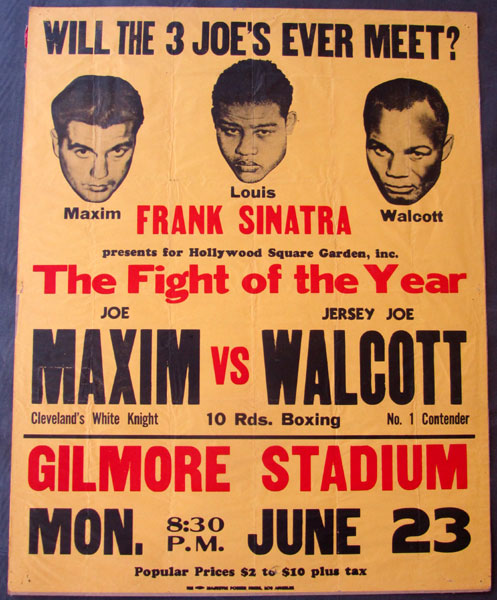 WILL THE 3 JOE'S EVER MEET?
Maxim
Louis
Walcott
FRANK SINATRA
presents for Hollywood Square Garden, inc.
The Fight of the Year
JOE
JERSEY JOE
MAXIM vs WALCOTT
Cleveland's White Knight 10 Rds. Boxing No. 1 Contender
GILMORE STADIUM
MON. 8:30 P.M. JUNE 23
Popular Prices $2 to $10 plus tax
LOS ANGELES